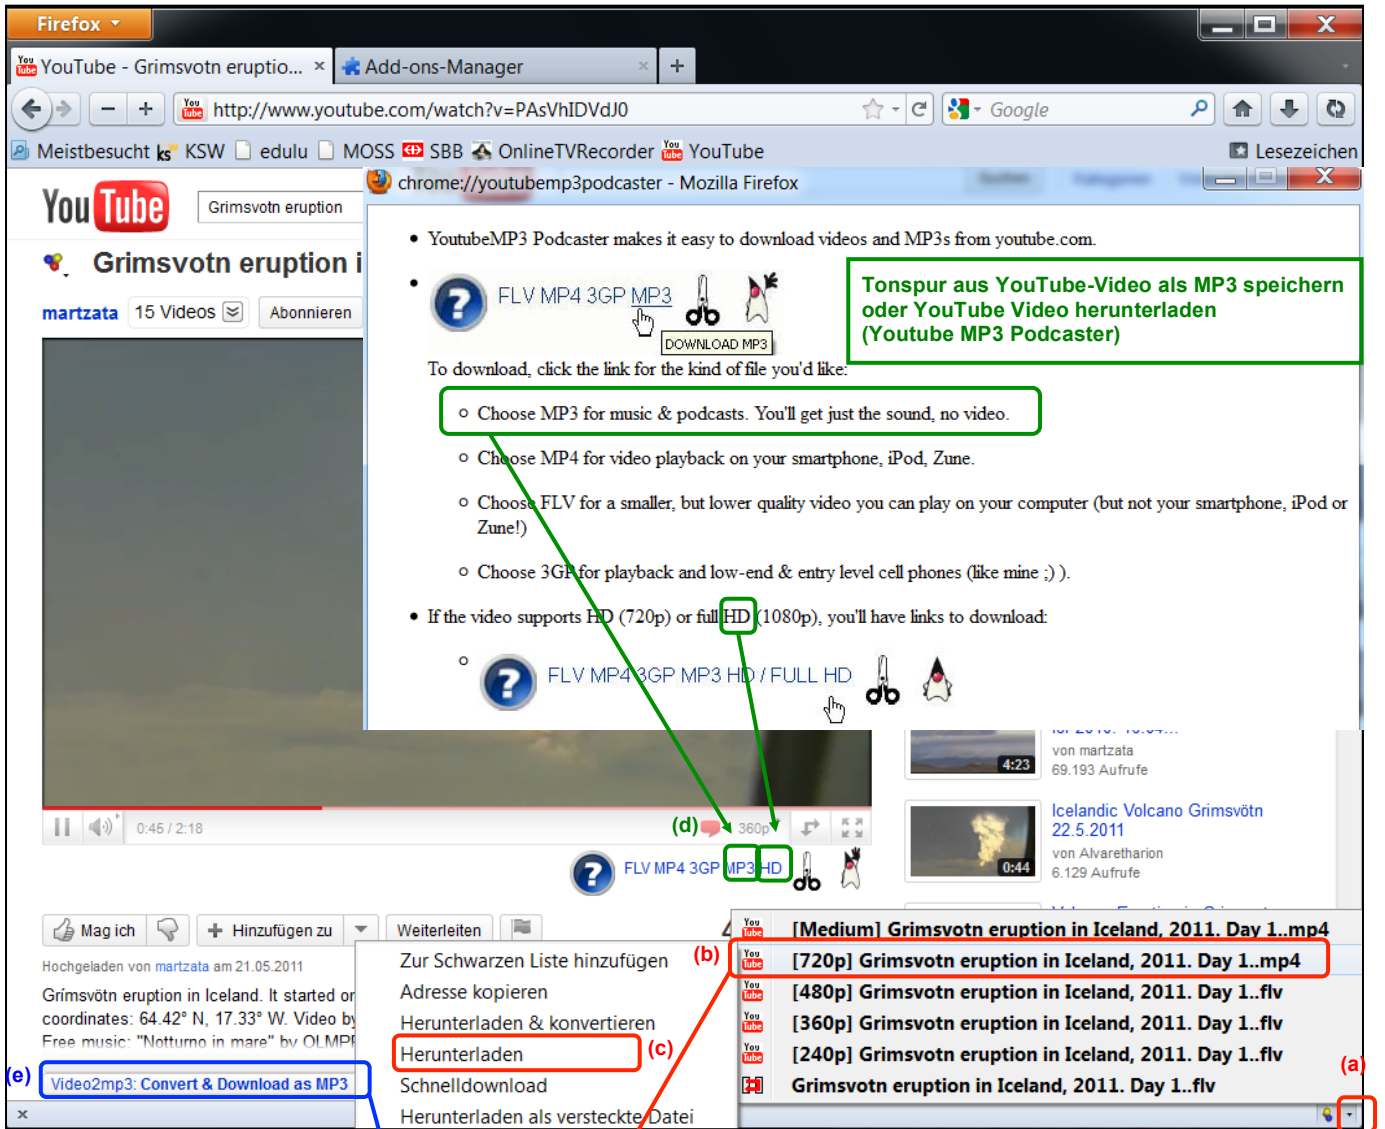 Firefox
YouTube - Grimsvotn eruptio... ×
Add-ons-Manager ×
+
http://www.youtube.com/watch?v=PAsVhIDVdJ0
Google
Meistbesucht KSW edulu MOSS SBB OnlineTVRecorder YouTube
Lesezeichen
chrome://youtubemp3podcaster - Mozilla Firefox
YouTube
Grimsvotn eruption
Grimsvotn eruption i
martzata 15 Videos Abonnieren
• YoutubeMP3 Podcaster makes it easy to download videos and MP3s from youtube.com.
FLV MP4 3GP MP3
DOWNLOAD MP3
Tonspur aus YouTube-Video als MP3 speichern
oder YouTube Video herunterladen
(Youtube MP3 Podcaster)
To download, click the link for the kind of file you'd like:
Choose MP3 for music & podcasts. You'll get just the sound, no video.
Choose MP4 for video playback on your smartphone, iPod, Zune.
Choose FLV for a smaller, but lower quality video you can play on your computer (but not your smartphone, iPod or
Zune!)
Choose 3GP for playback and low-end & entry level cell phones (like mine ;) ).
• If the video supports HD (720p) or full HD (1080p), you'll have links to download:
FLV MP4 3GP MP3 HD / FULL HD
von martzata
4:23
69.193 Aufrufe
Icelandic Volcano Grimsvötn
22.5.2011
von Alvaretharion
0:44
6.129 Aufrufe
0:45 / 2:18
(d)
360p
FLV MP4 3GP MP3 HD
Mag ich
+ Hinzufügen zu
Weiterleiten
Hochgeladen von martzata am 21.05.2011
Grímsvötn eruption in Iceland. It started on
coordinates: 64.42° N, 17.33° W. Video by
Free music: "Notturno in mare" by OLMP
(e)
Video2mp3: Convert & Download as MP3
Zur Schwarzen Liste hinzufügen
Adresse kopieren
Herunterladen & konvertieren
Herunterladen
(c)
Schnelldownload
Herunterladen als versteckte Datei
(b)
[Medium] Grimsvotn eruption in Iceland, 2011. Day 1..mp4
[720p] Grimsvotn eruption in Iceland, 2011. Day 1..mp4
[480p] Grimsvotn eruption in Iceland, 2011. Day 1..flv
[360p] Grimsvotn eruption in Iceland, 2011. Day 1..flv
[240p] Grimsvotn eruption in Iceland, 2011. Day 1..flv
Grimsvotn eruption in Iceland, 2011. Day 1..flv
(a)
×